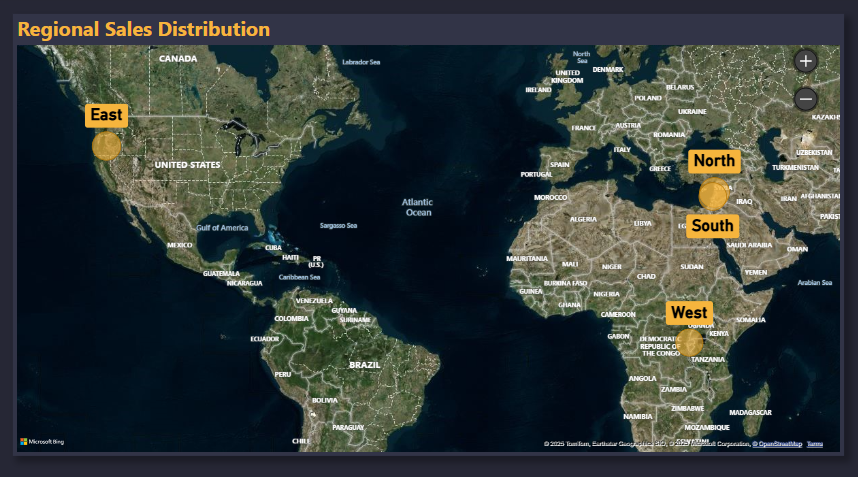 Regional Sales Distribution
CANADA
Labrador Sea
North
Sea
UNITED
KINGDOM
DENMARK
IRELAND
BELARUS
POLAND
UKRAINE
KAZAKH
East
FRANCE
AUSTRIA
ROMANIA
ITALY
UZBEKISTAN
UNITED STATES
SPAIN
PORTUGAL
GREECE
North
TURKMENISTAN
MOROCCO
IRAQ
IRAN
AFGHANISTAN
Atlantic
Ocean
ALGERIA
LIBYA
South
PAKIS
Gulf of America
Sargasso Sea
MEXICO
CUBA
HAITI
PR
(U.S.)
SAUDI ARABIA
OMAN
MAURITANIA
MALI
NIGER
CHAD
SUDAN
YEMEN
GUATEMALA
NICARAGUA
Caribbean Sea
BURKINA FASO
Arabian Sea
GUINEA
NIGERIA
GHANA
VENEZUELA
GUYANA
SURINAME
COLOMBIA
CAMEROON
West
SOMALIA
UGANDA
KENYA
ECUADOR
GABON
DEMOCRATIC
REPUBLIC OF
THE CONGO
TANZANIA
BRAZIL
PERU
ANGOLA
ZAMBIA
BOLIVIA
ZIMBABWE
MADAGASCAR
NAMIBIA
PARAGUAY
MOZAMBIQUE
CHILE
Microsoft Bing
© 2025 TomTom, Earthstar Geographics SIO, © 2025 Microsoft Corporation, © OpenStreetMap Terms